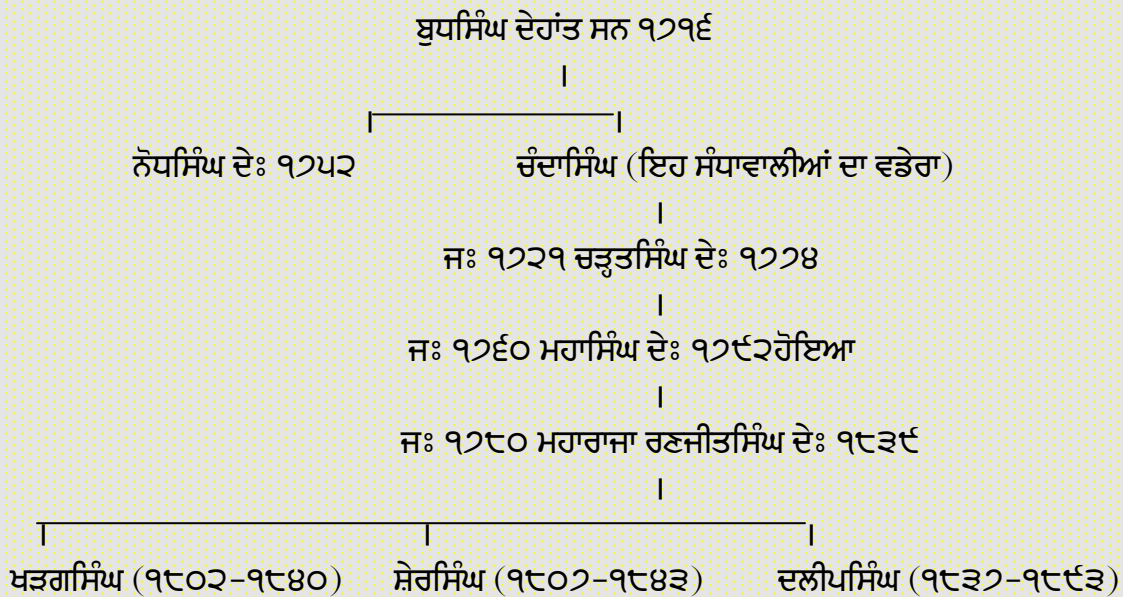 ਬੁਧਸਿੰਘ ਦੇਹਾਂਤ ਸਨ ੧੭੧੬
ਨੋਧਸਿੰਘ ਦੇਃ ੧੭੫੨ ਚੰਦਾਸਿੰਘ (ਇਹ ਸੰਧਾਵਾਲੀਆਂ ਦਾ ਵਡੇਰਾ)
ਜਃ ੧੭੨੧ ਚੜ੍ਹਤਸਿੰਘ ਦੇਃ ੧੭੭੪
ਜਃ ੧੭੬੦ ਮਹਾਸਿੰਘ ਦੇਃ ੧੭੯੨ਹੋਇਆ
ਜਃ ੧੭੮੦ ਮਹਾਰਾਜਾ ਰਣਜੀਤਸਿੰਘ ਦੇਃ ੧੮੩੯
ਖੜਗਸਿੰਘ (੧੮੦੨-੧੮੪੦) ਸ਼ੇਰਸਿੰਘ (੧੮੦੭-੧੮੪੩) ਦਲੀਪਸਿੰਘ (੧੮੩੭-੧੮੯੩)